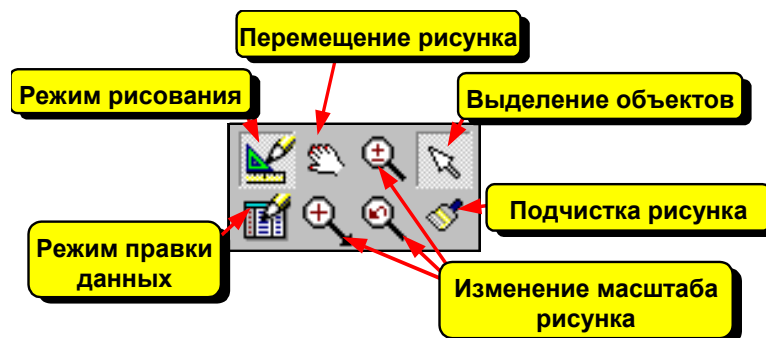 Перемещение рисунка
Режим рисования
Выделение объектов
Подчистка рисунка
Режим правки
данных
Изменение масштаба
рисунка